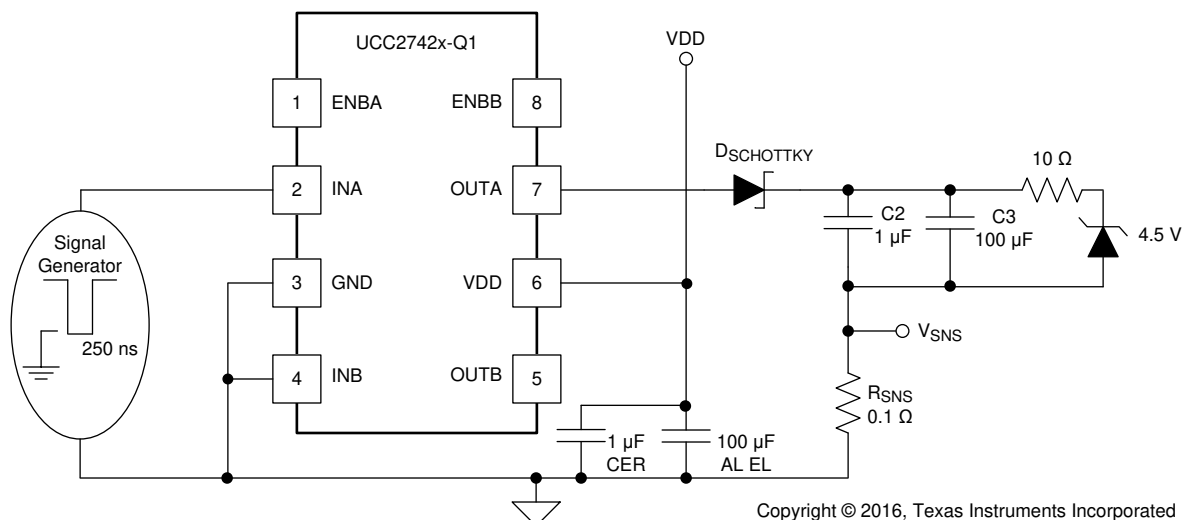 UCC2742x-Q1
VDD
1 ENBA ENBB 8
DSCHOTTKY
10 Ω
2 INA OUTA 7
C2
1 µF
C3
100 µF
4.5 V
Signal
Generator
250 ns
3 GND VDD 6
VSNS
4 INB OUTB 5
RSNS
0.1 Ω
1 µF
CER
100 µF
AL EL
Copyright © 2016, Texas Instruments Incorporated